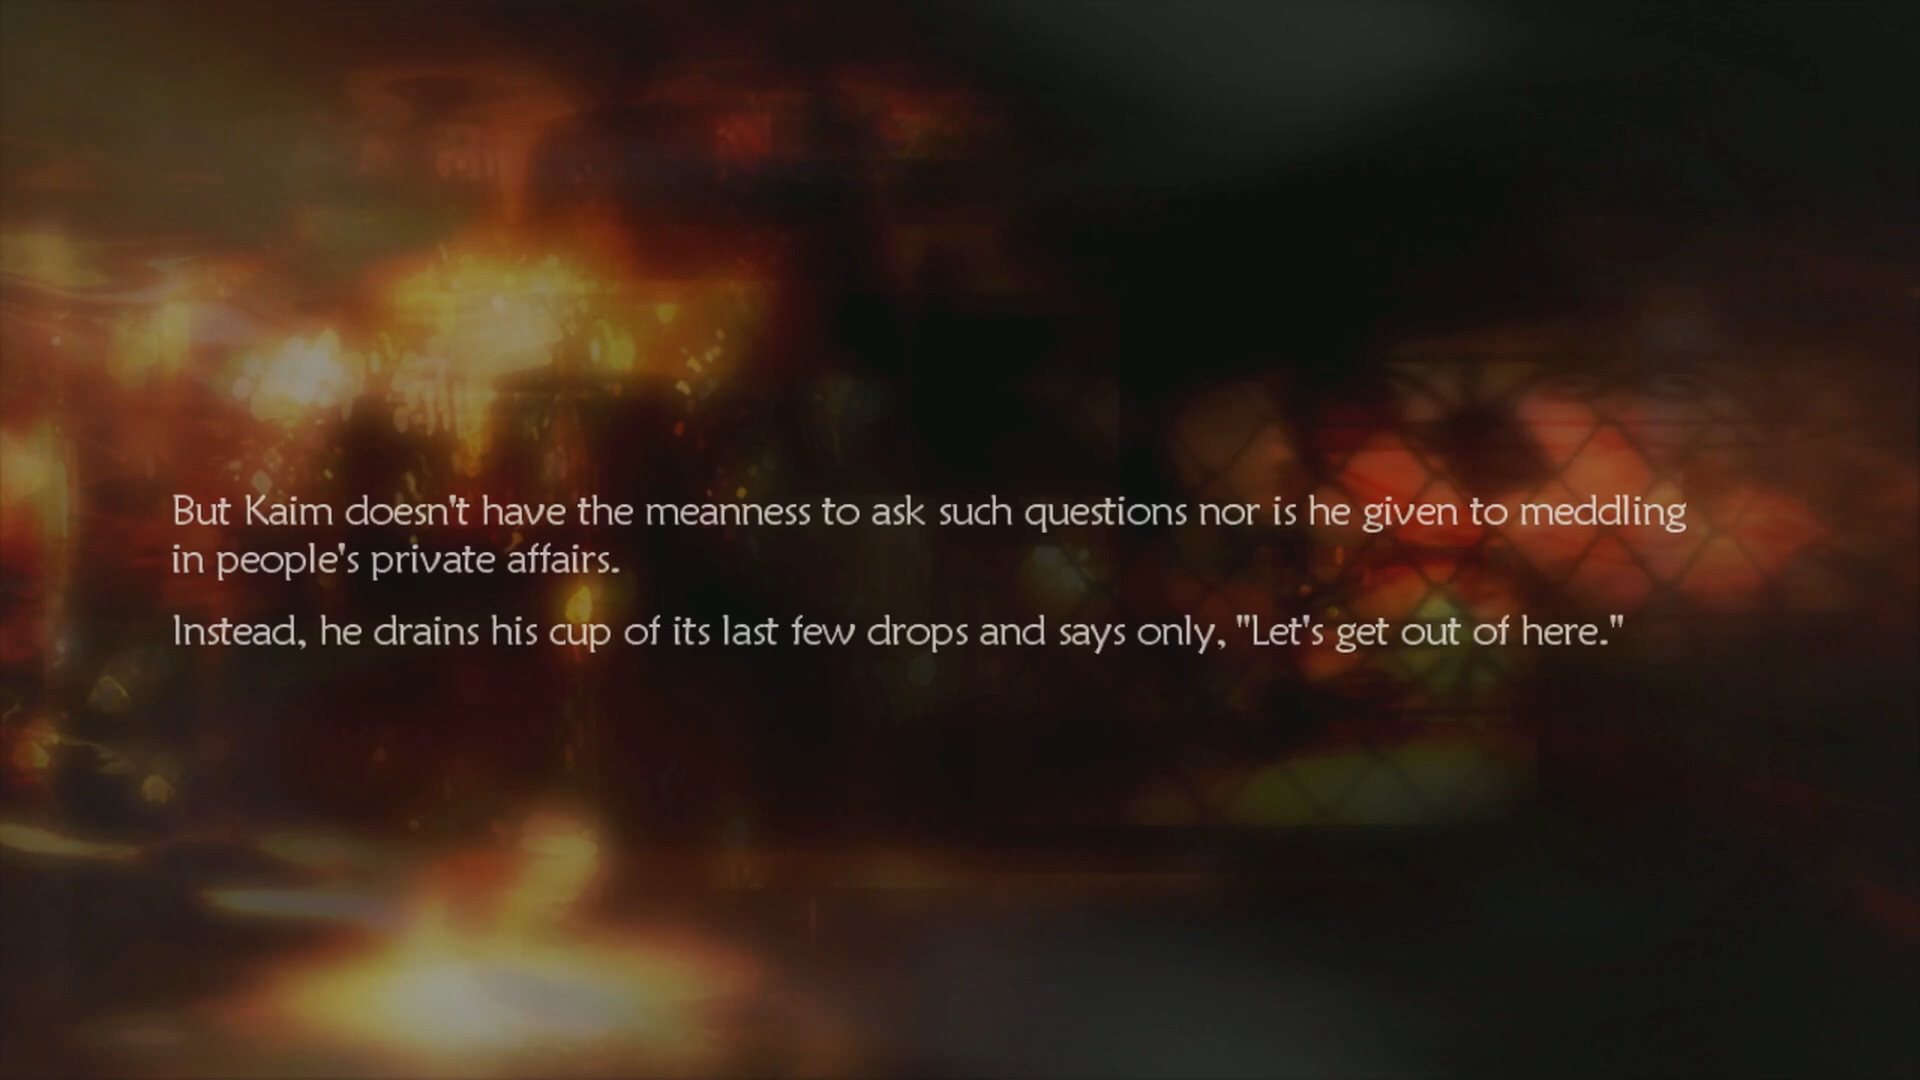 But Kaim doesn't have the meanness to ask such questions nor is he given to meddling
in people's private affairs.
Instead, he drains his cup of its last few drops and says only, "Let's get out of here."